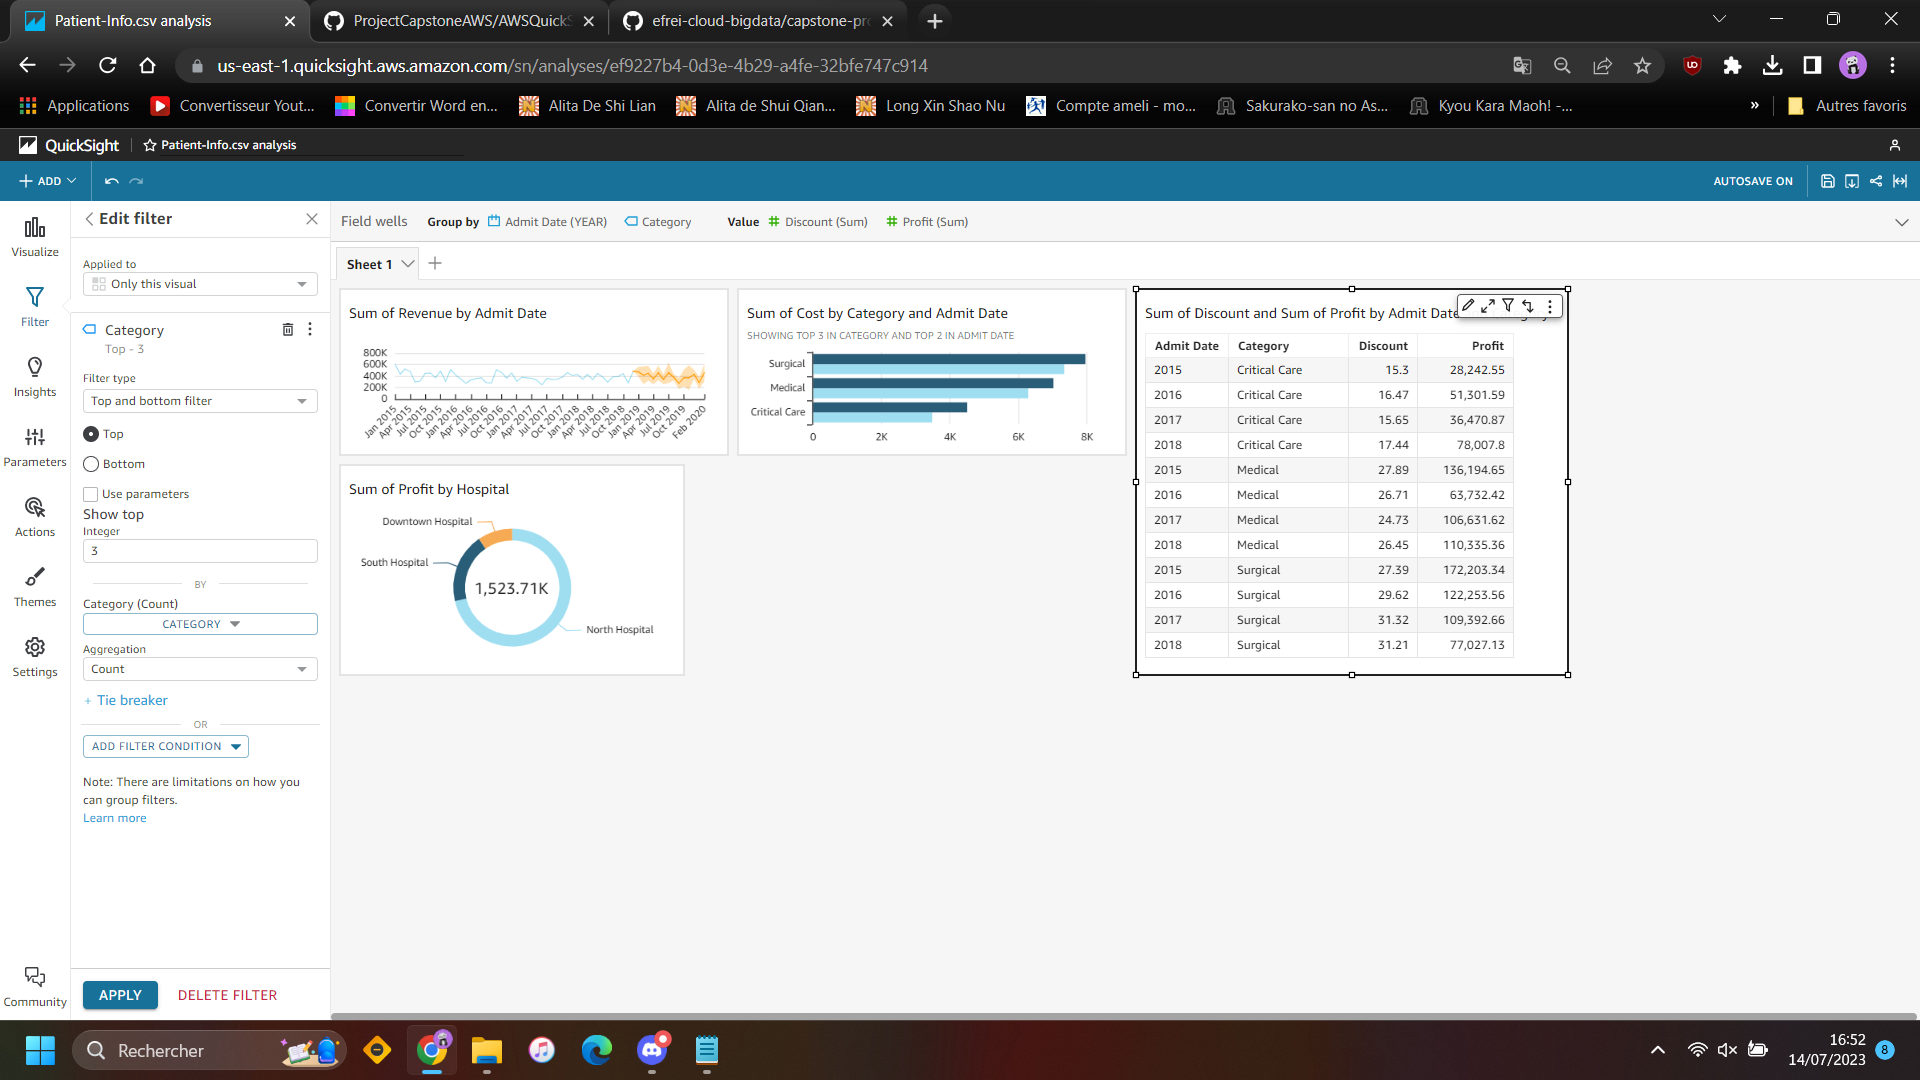 Patient-Info.csv analysis
ProjectCapstoneAWS/AWSQuickS
efrei-cloud-bigdata/capstone-pr
us-east-1.quicksight.aws.amazon.com/sn/analyses/ef9227b4-0d3e-4b29-a4fe-32bfe747c914
Applications
Convertisseur Yout...
Convertir Word en...
Alita De Shi Lian
Alita de Shui Qian...
Long Xin Shao Nu
Compte ameli - mo...
Sakurako-san no As...
Kyou Kara Maoh! -...
»
Autres favoris
QuickSight
Patient-Info.csv analysis
ADD
AUTOSAVE ON
Visualize
Filter
Insights
Parameters
Actions
Themes
Settings
Community
Edit filter
Applied to
Only this visual
Category
Top - 3
Filter type
Top and bottom filter
Top
Bottom
Use parameters
Show top
Integer
3
BY
Category (Count)
CATEGORY
Aggregation
Count
+ Tie breaker
OR
ADD FILTER CONDITION
Note: There are limitations on how you
can group filters.
Learn more
APPLY
DELETE FILTER
Field wells
Group by Admit Date (YEAR) Category
Value # Discount (Sum) # Profit (Sum)
Sheet 1
Sum of Revenue by Admit Date
800K
600K
400K
200K
0
Jan 2015 Apr 2015 Jul 2015 Oct 2015 Jan 2016 Apr 2016 Jul 2016 Oct 2016 Jan 2017 Apr 2017 Jul 2017 Oct 2017 Jan 2018 Apr 2018 Jul 2018 Oct 2018 Jan 2019 Apr 2019 Jul 2019 Oct 2019 Feb 2020
Sum of Cost by Category and Admit Date
SHOWING TOP 3 IN CATEGORY AND TOP 2 IN ADMIT DATE
Surgical
Medical
Critical Care
0 2K 4K 6K 8K
Sum of Profit by Hospital
Downtown Hospital
South Hospital
1,523.71K
North Hospital
Sum of Discount and Sum of Profit by Admit Date
Admit Date Category Discount Profit
2015 Critical Care 15.3 28,242.55
2016 Critical Care 16.47 51,301.59
2017 Critical Care 15.65 36,470.87
2018 Critical Care 17.44 78,007.8
2015 Medical 27.89 136,194.65
2016 Medical 26.71 63,732.42
2017 Medical 24.73 106,631.62
2018 Medical 26.45 110,335.36
2015 Surgical 27.39 172,203.34
2016 Surgical 29.62 122,253.56
2017 Surgical 31.32 109,392.66
2018 Surgical 31.21 77,027.13
Rechercher
16:52
14/07/2023
8